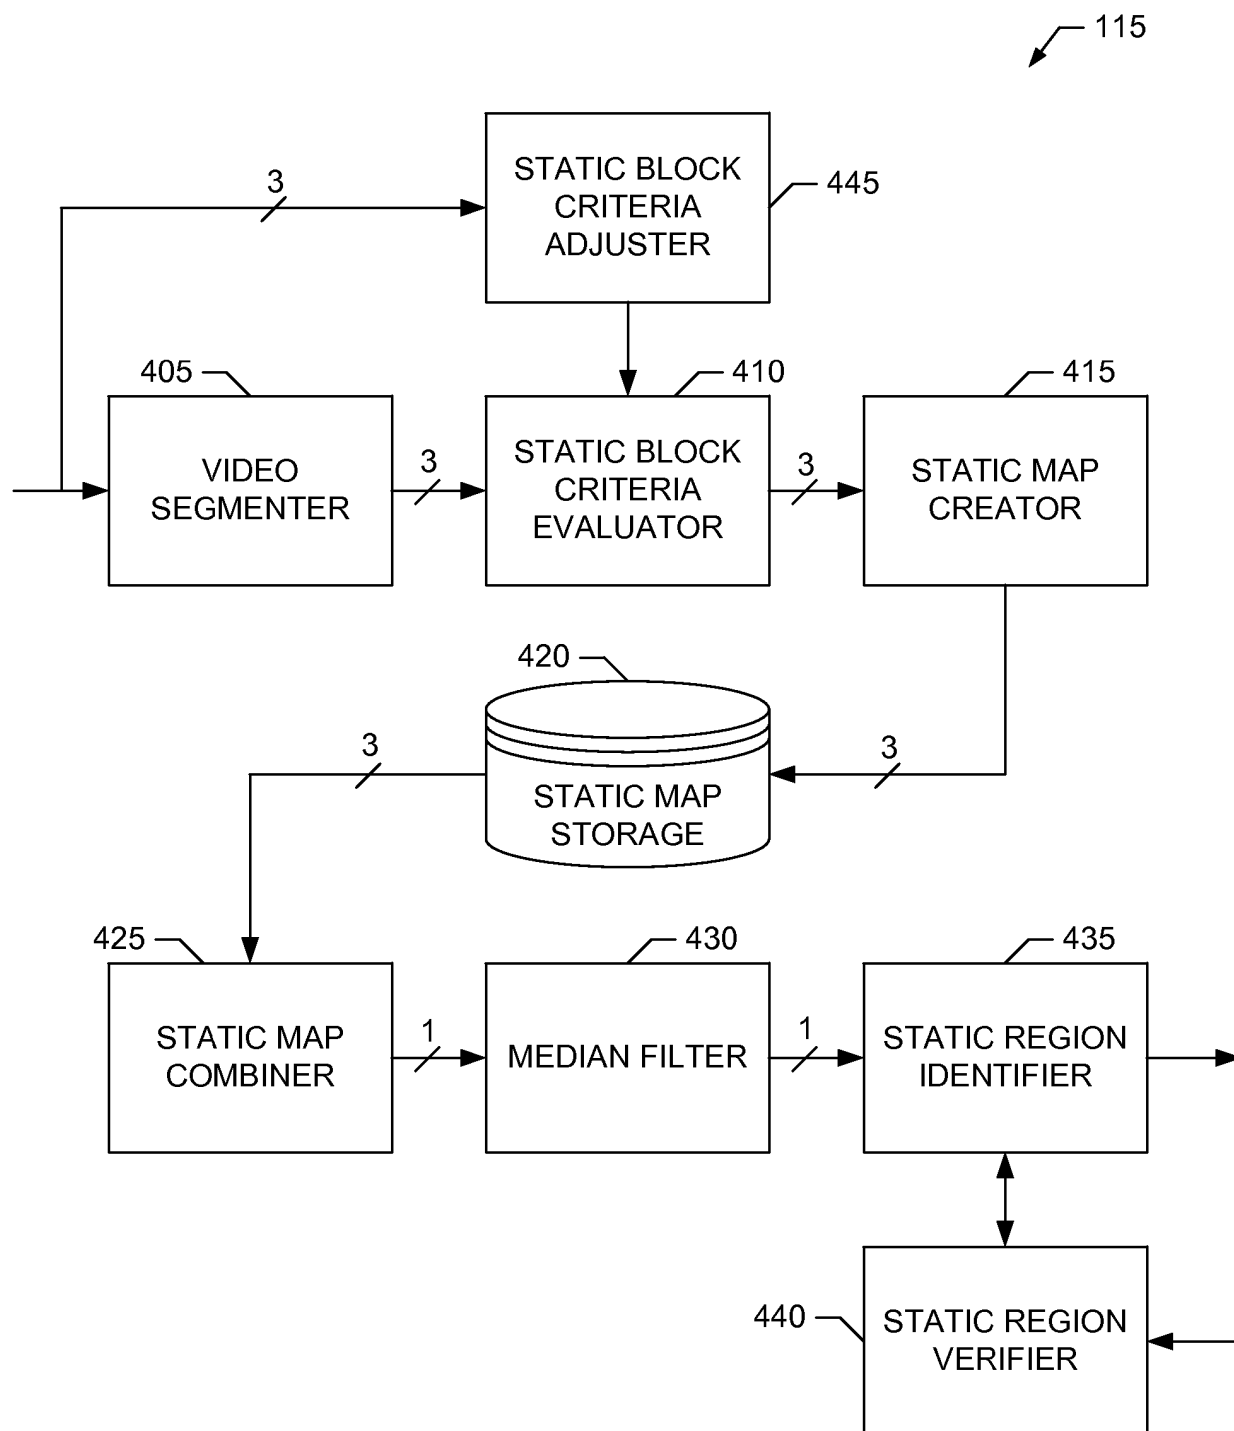 115
STATIC BLOCK
CRITERIA
ADJUSTER
445
3
405
410
415
VIDEO
SEGMENTER
3
STATIC BLOCK
CRITERIA
EVALUATOR
3
STATIC MAP
CREATOR
420
3
STATIC MAP
STORAGE
3
425
430
435
STATIC MAP
COMBINER
1
MEDIAN FILTER
1
STATIC REGION
IDENTIFIER
440
STATIC REGION
VERIFIER